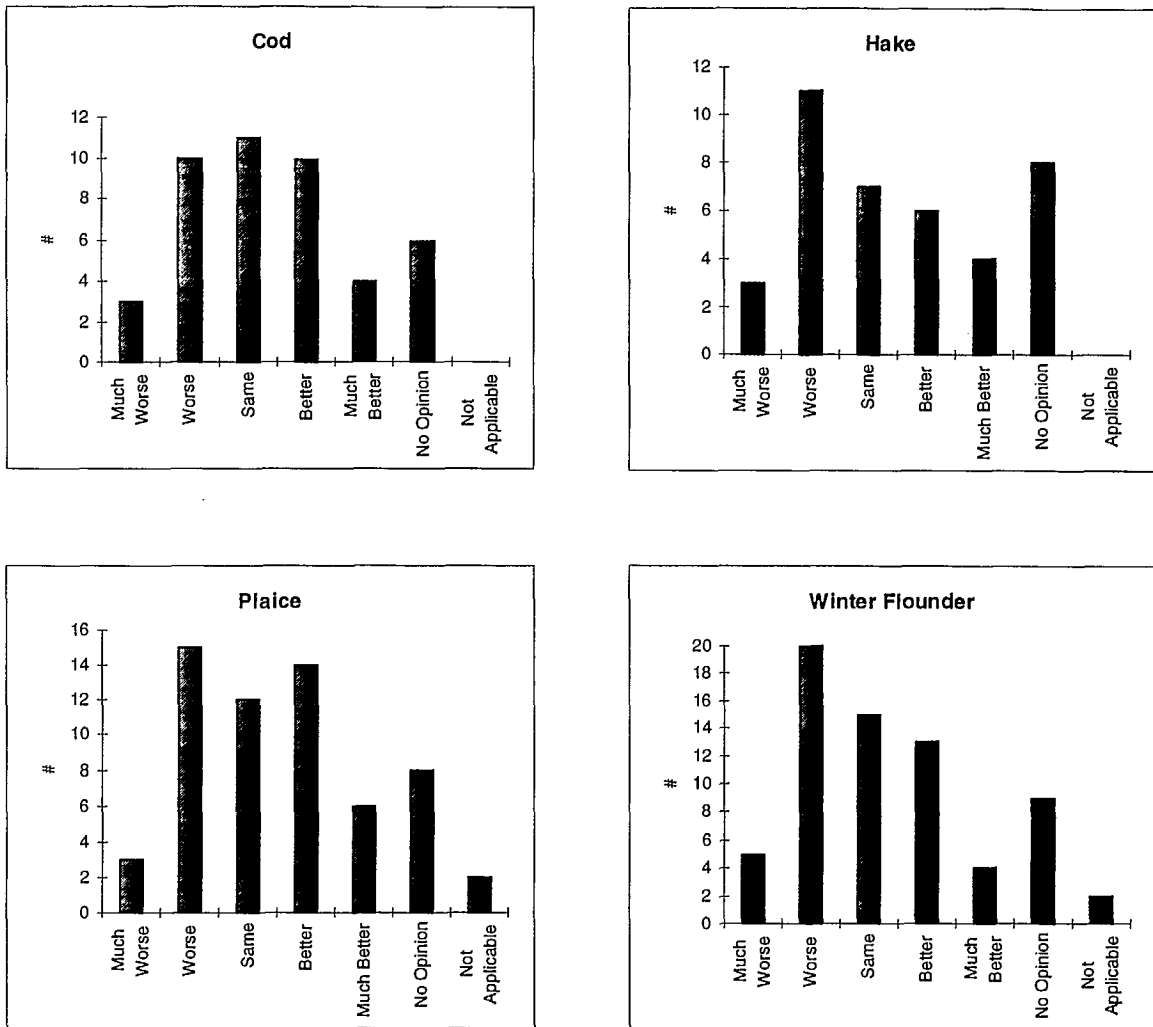 Cod
12
10
8
6
4
2
0
#
Much
Worse
Worse
Same
Better
Much
Better
No Opinion
Not
Applicable
Hake
12
10
8
6
4
2
0
#
Much
Worse
Worse
Same
Better
Much Better
No Opinion
Not
Applicable
Plaice
16
14
12
10
8
6
4
2
0
#
Much
Worse
Worse
Same
Better
Much Better
No Opinion
Not
Applicable
Winter Flounder
20
18
16
14
12
10
8
6
4
2
0
#
Much
Worse
Worse
Same
Better
Much
Better
No Opinion
Not
Applicable